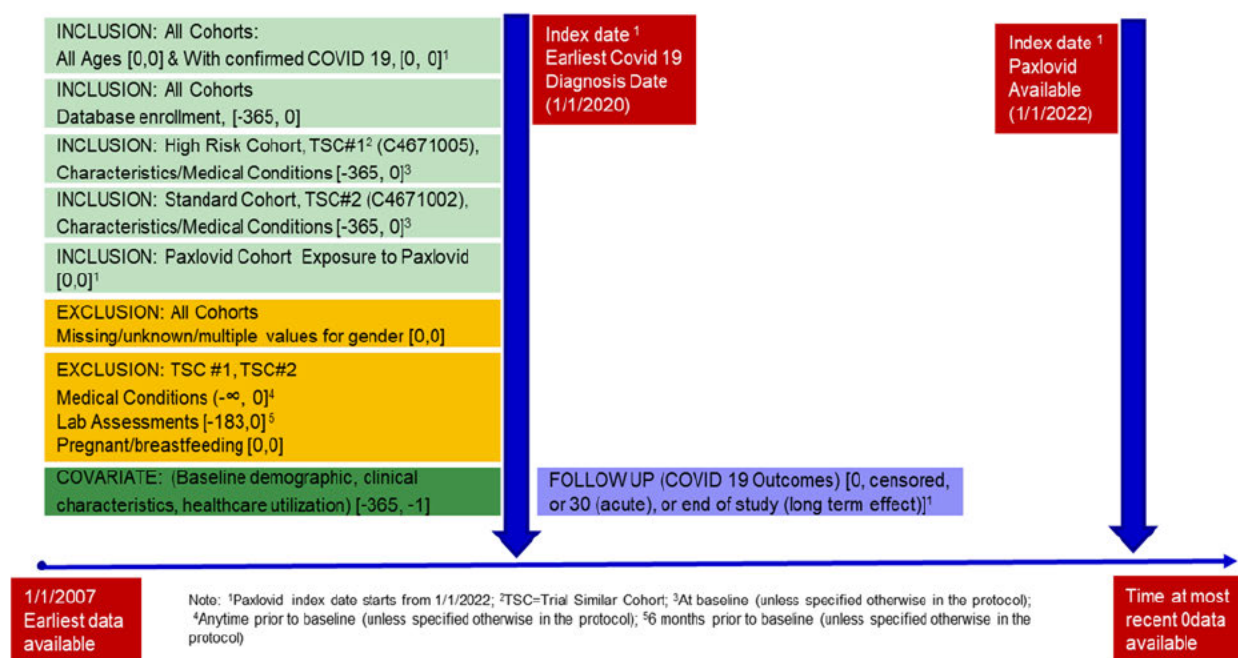 INCLUSION: All Cohorts:
All Ages [0,0] & With confirmed COVID 19, [0, 0]¹
INCLUSION: All Cohorts
Database enrollment, [-365, 0]
INCLUSION: High Risk Cohort, TSC#1² (C4671005),
Characteristics/Medical Conditions [-365, 0]³
INCLUSION: Standard Cohort, TSC#2 (C4671002),
Characteristics/Medical Conditions [-365, 0]³
INCLUSION: Paxlovid Cohort Exposure to Paxlovid
[0,0]¹
EXCLUSION: All Cohorts
Missing/unknown/multiple values for gender [0,0]
EXCLUSION: TSC #1, TSC#2
Medical Conditions (-∞, 0]⁴
Lab Assessments [-183,0]⁵
Pregnant/breastfeeding [0,0]
COVARIATE: (Baseline demographic, clinical
characteristics, healthcare utilization) [-365, -1]
Index date ¹
Earliest Covid 19
Diagnosis Date
(1/1/2020)
Index date ¹
Paxlovid
Available
(1/1/2022)
FOLLOW UP (COVID 19 Outcomes) [0, censored,
or 30 (acute), or end of study (long term effect)]¹
1/1/2007
Earliest data
available
Note: ¹Paxlovid index date starts from 1/1/2022; ²TSC=Trial Similar Cohort; ³At baseline (unless specified otherwise in the protocol);
⁴Anytime prior to baseline (unless specified otherwise in the protocol); ⁵6 months prior to baseline (unless specified otherwise in the
protocol)
Time at most
recent 0data
available